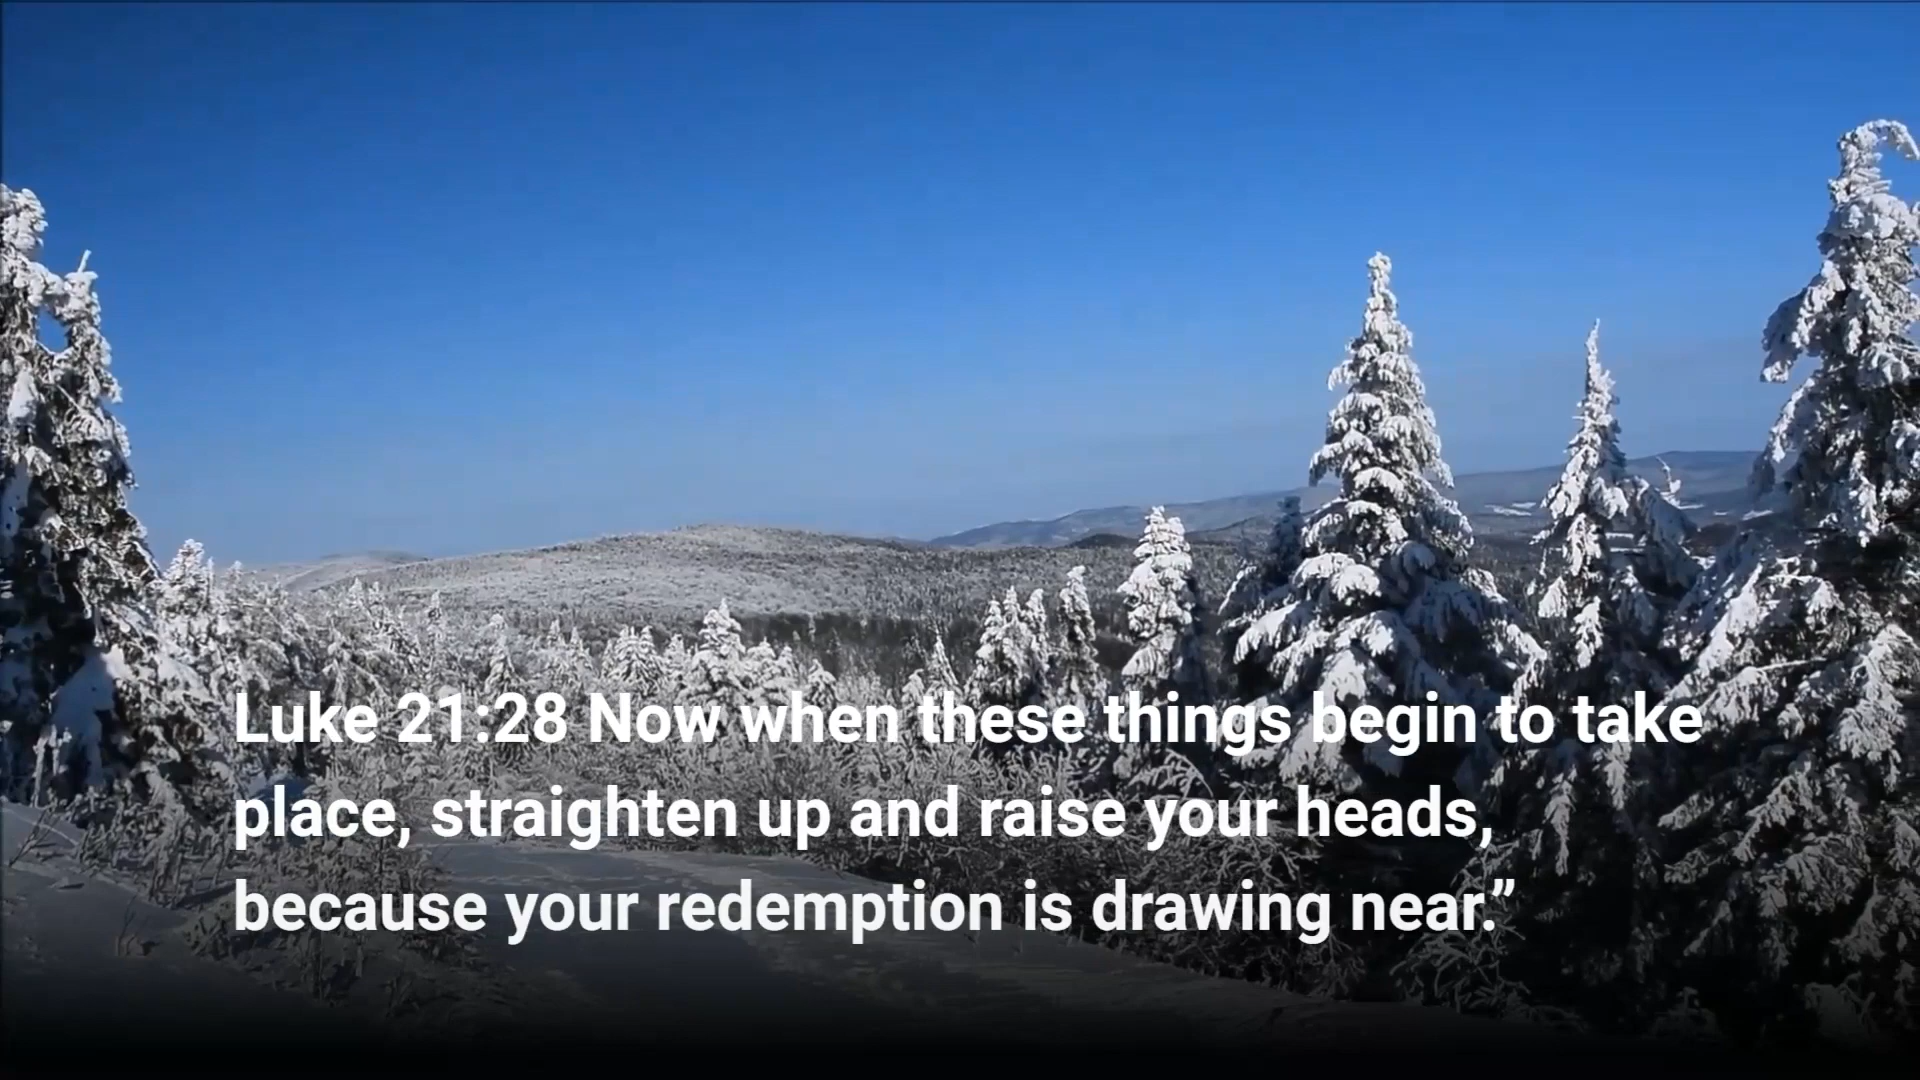 Luke 21:28 Now when these things begin to take
place, straighten up and raise your heads,
because your redemption is drawing near.”